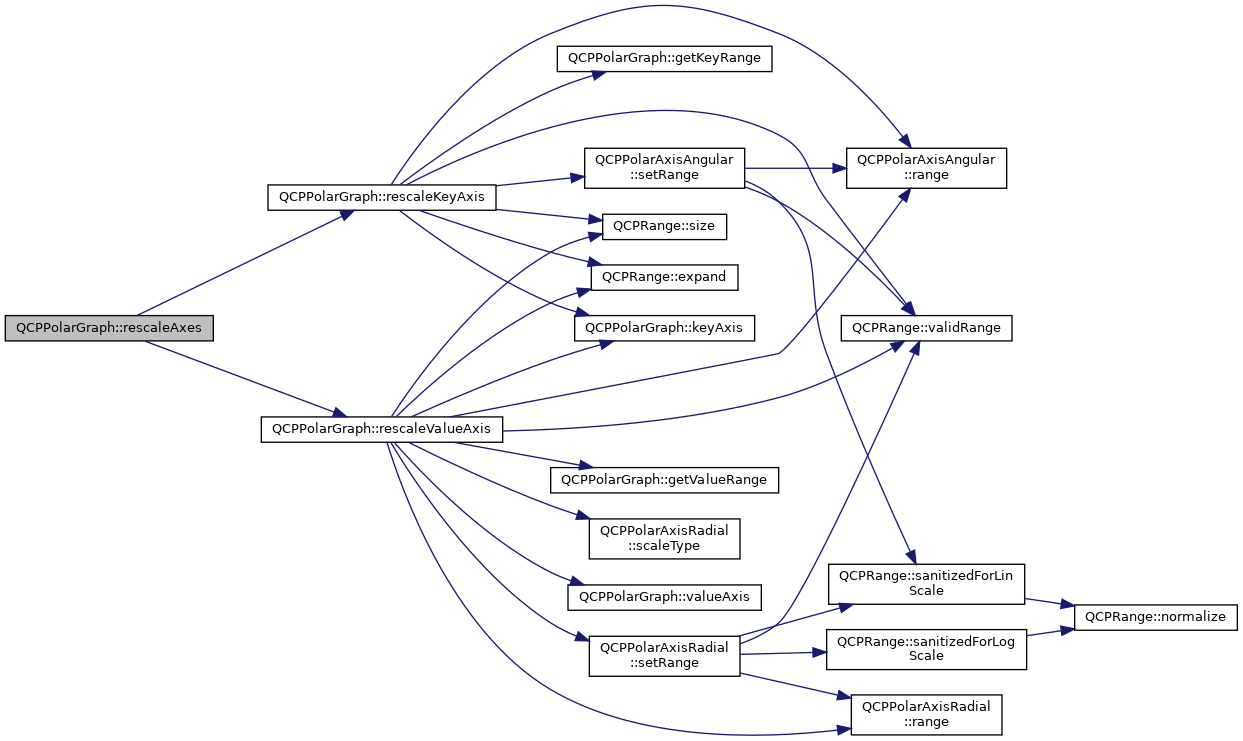 QCPPolarGraph::rescaleAxes
QCPPolarGraph::rescaleKeyAxis
QCPPolarGraph::rescaleValueAxis
QCPPolarGraph::getKeyRange
QCPPolarAxisAngular
::setRange
QCPRange::size
QCPRange::expand
QCPPolarGraph::keyAxis
QCPPolarGraph::getValueRange
QCPPolarAxisRadial
::scaleType
QCPPolarGraph::valueAxis
QCPPolarAxisRadial
::setRange
QCPPolarAxisAngular
::range
QCPRange::validRange
QCPRange::sanitizedForLin
Scale
QCPRange::sanitizedForLog
Scale
QCPPolarAxisRadial
::range
QCPRange::normalize